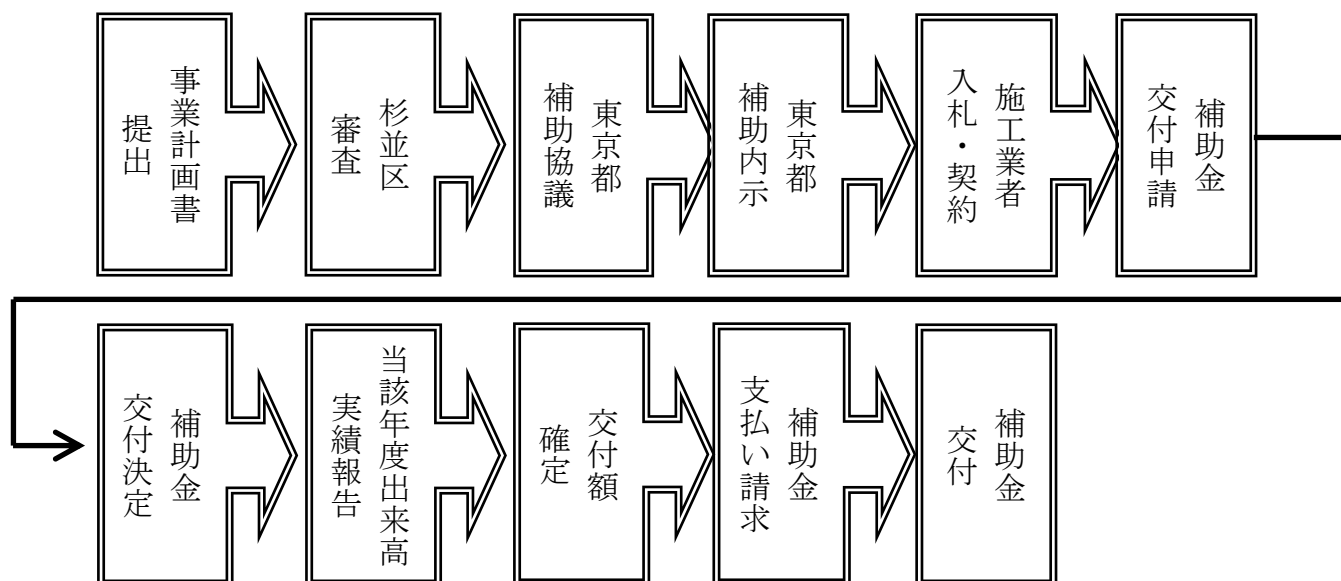 事業計画書
提出
杉並区
審査
東京都
補助協議
東京都
補助内示
施工業者
入札・契約
補助金
交付申請
補助金
交付決定
当該年度出来高
実績報告
交付額
確定
補助金
支払い請求
補助金
交付